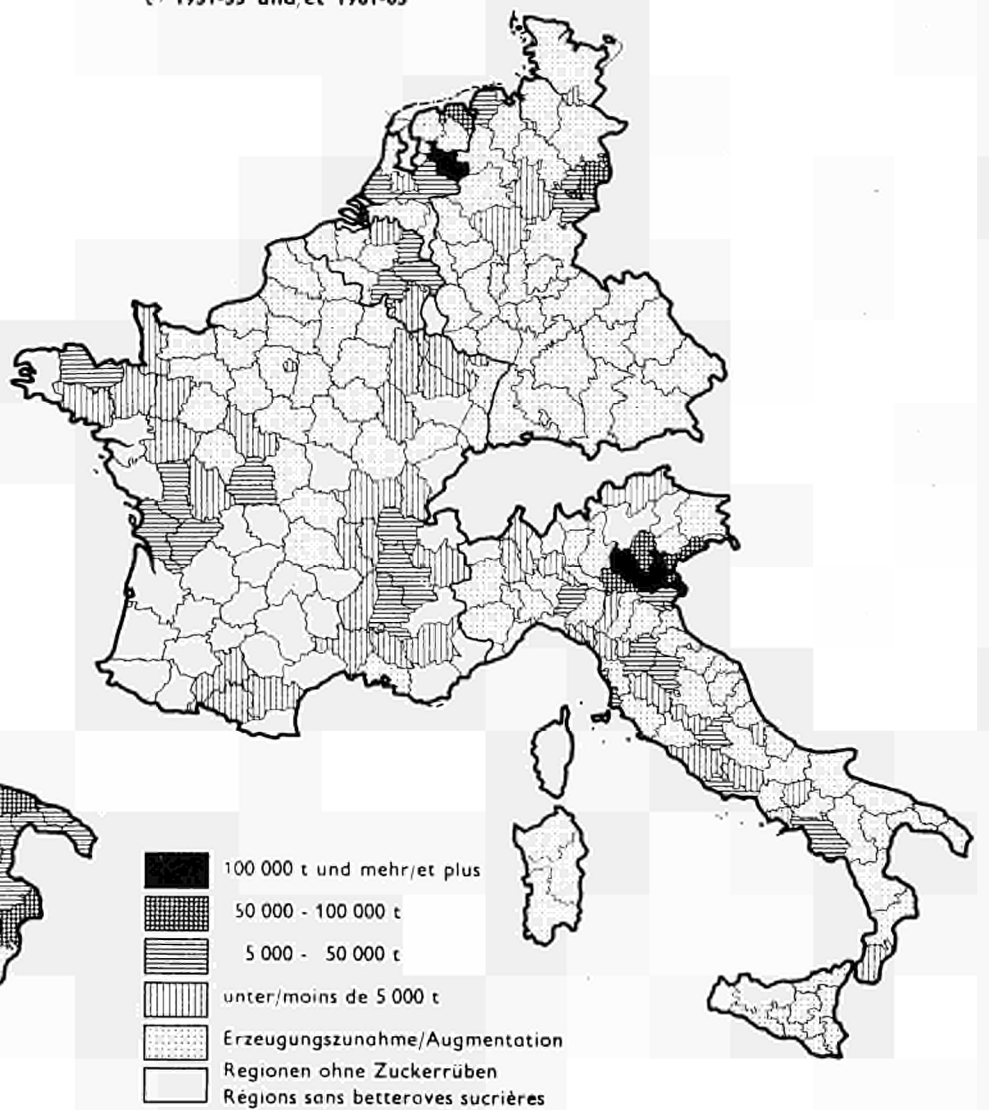 100 000 t und mehr/et plus
50 000 - 100 000 t
5 000 - 50 000 t
unter/moins de 5 000 t
Erzeugungszunahme/Augmentation
Regionen ohne Zuckerrüben
Régions sans betteraves sucrières